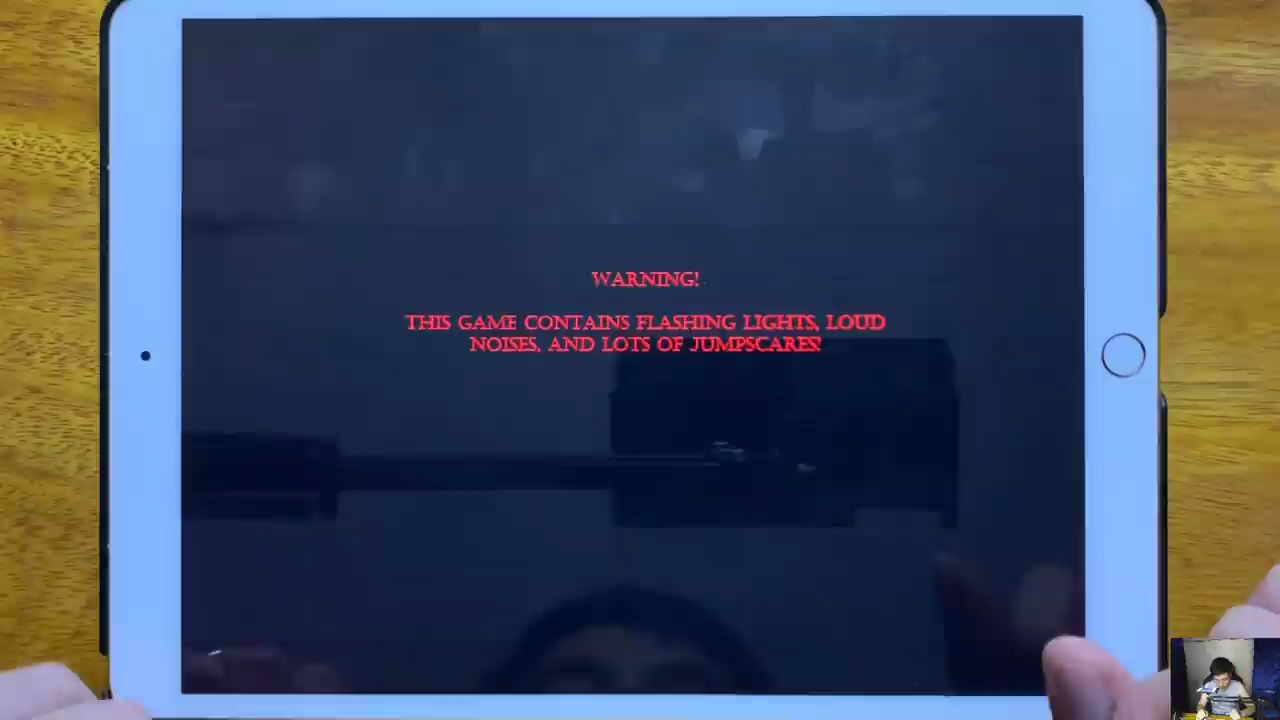 WARNING!
THIS GAME CONTAINS FLASHING LIGHTS, LOUD
NOISES, AND LOTS OF JUMPSCARES!